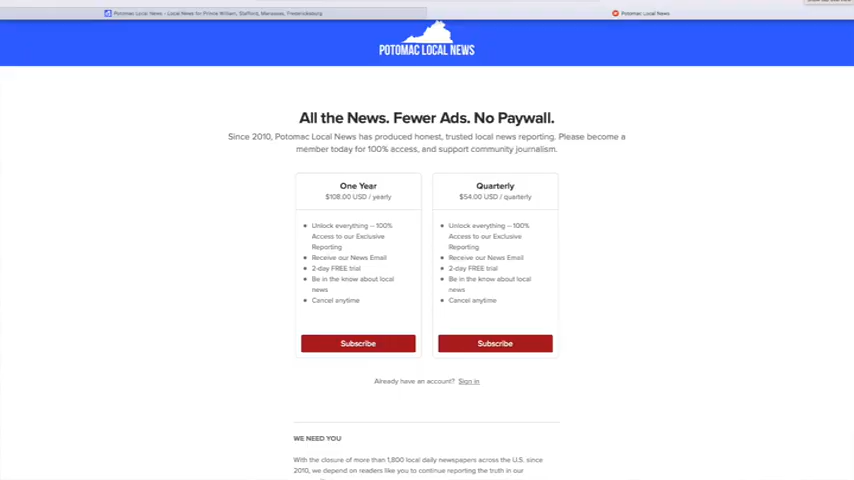 Potomac Local News - Local News for Prince William, Stafford, Manassas, Fredericksburg
Potomac Local News
POTOMAC LOCAL NEWS
All the News. Fewer Ads. No Paywall.
Since 2010, Potomac Local News has produced honest, trusted local news reporting. Please become a
member today for 100% access, and support community journalism.
One Year
$108.00 USD / yearly
Unlock everything – 100%
Access to our Exclusive
Reporting
Receive our News Email
2-day FREE trial
Be in the know about local
news
Cancel anytime
Subscribe
Quarterly
$54.00 USD / quarterly
Unlock everything – 100%
Access to our Exclusive
Reporting
Receive our News Email
2-day FREE trial
Be in the know about local
news
Cancel anytime
Subscribe
Already have an account? Sign in
WE NEED YOU
With the closure of more than 1,800 local daily newspapers across the U.S. since
2010, we depend on readers like you to continue reporting the truth in our